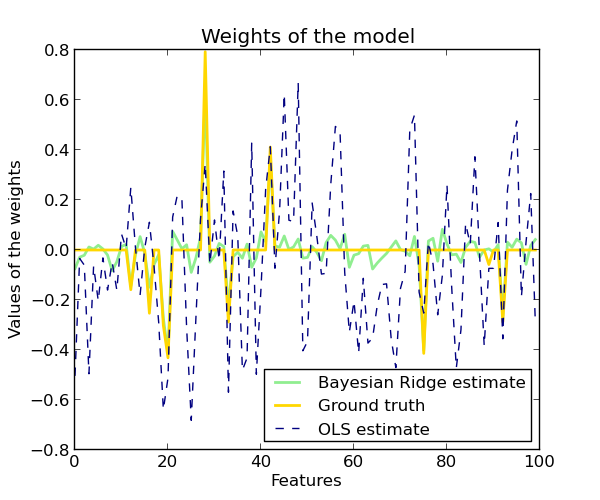 Weights of the model
0.8
0.6
0.4
0.2
0.0
−0.2
−0.4
−0.6
−0.8
Values of the weights
Bayesian Ridge estimate
Ground truth
OLS estimate
0 20 40 60 80 100
Features